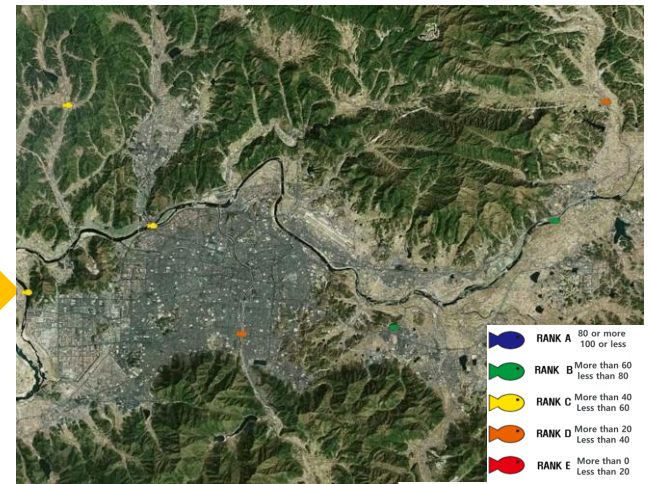 RANK A 80 or more
100 or less
RANK B More than 60
less than 80
RANK C More than 40
Less than 60
RANK D More than 20
Less than 40
RANK E More than 0
Less than 20